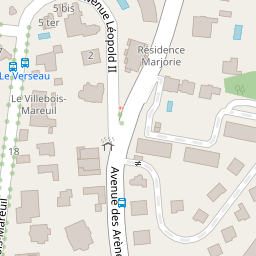 5 bis
5 ter
2
Avenue Léopold II
Résidence
Marjorie
Le Verseau
Le Villebois-
Mareuil
18
Avenue des Arène
s-Mareuil